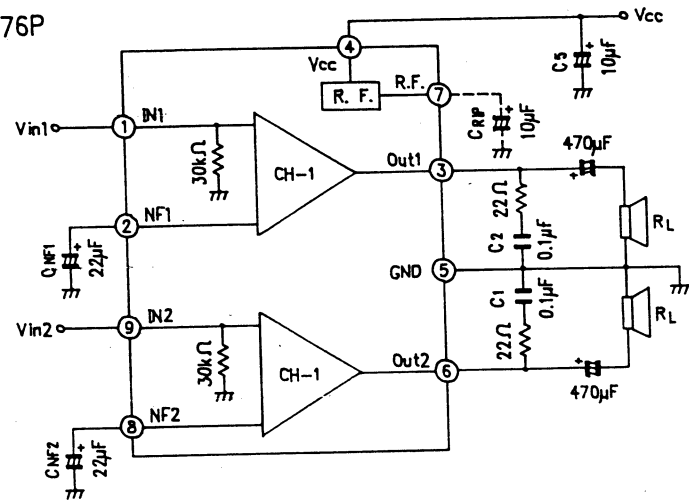 76P
Vcc
4
Vcc
C5
+
10µF
R. F.
R.F.
7
CRIP
+
10µF
Vin1
1
IN1
30kΩ
CH-1
Out1
3
470µF
+
22Ω
C2
0.1µF
RL
2
NF1
CNF1
+
22µF
GND
5
C1
0.1µF
22Ω
RL
Vin2
9
IN2
30kΩ
CH-1
Out2
6
+
470µF
8
NF2
CNF2
+
22µF